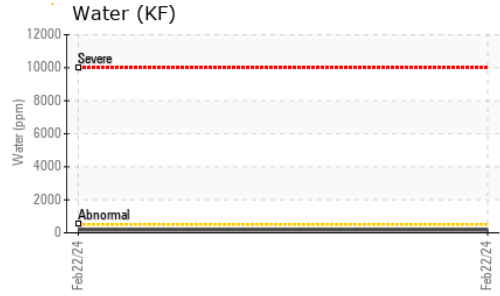 Water (KF)
12000
10000
8000
6000
4000
2000
0
Water (ppm)
Severe
Abnormal
Feb22/24
Feb22/24